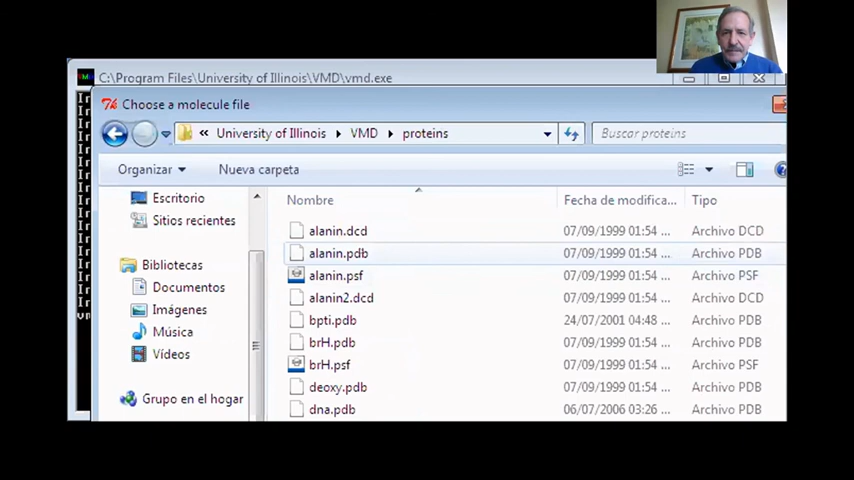 C:\Program Files\University of Illinois\VMD\vmd.exe
Choose a molecule file
« University of Illinois VMD proteins
Buscar proteins
Organizar
Nueva carpeta
Nombre
Fecha de modifica...
Tipo
Escritorio
Sitios recientes
Bibliotecas
Documentos
Imágenes
Música
Vídeos
Grupo en el hogar
alanin.dcd 07/09/1999 01:54 ... Archivo DCD
alanin.pdb 07/09/1999 01:54 ... Archivo PDB
alanin.psf 07/09/1999 01:54 ... Archivo PSF
alanin2.dcd 07/09/1999 01:54 ... Archivo DCD
bpti.pdb 24/07/2001 04:48 ... Archivo PDB
brH.pdb 07/09/1999 01:54 ... Archivo PDB
brH.psf 07/09/1999 01:54 ... Archivo PSF
deoxy.pdb 07/09/1999 01:54 ... Archivo PDB
dna.pdb 06/07/2006 03:26 ... Archivo PDB